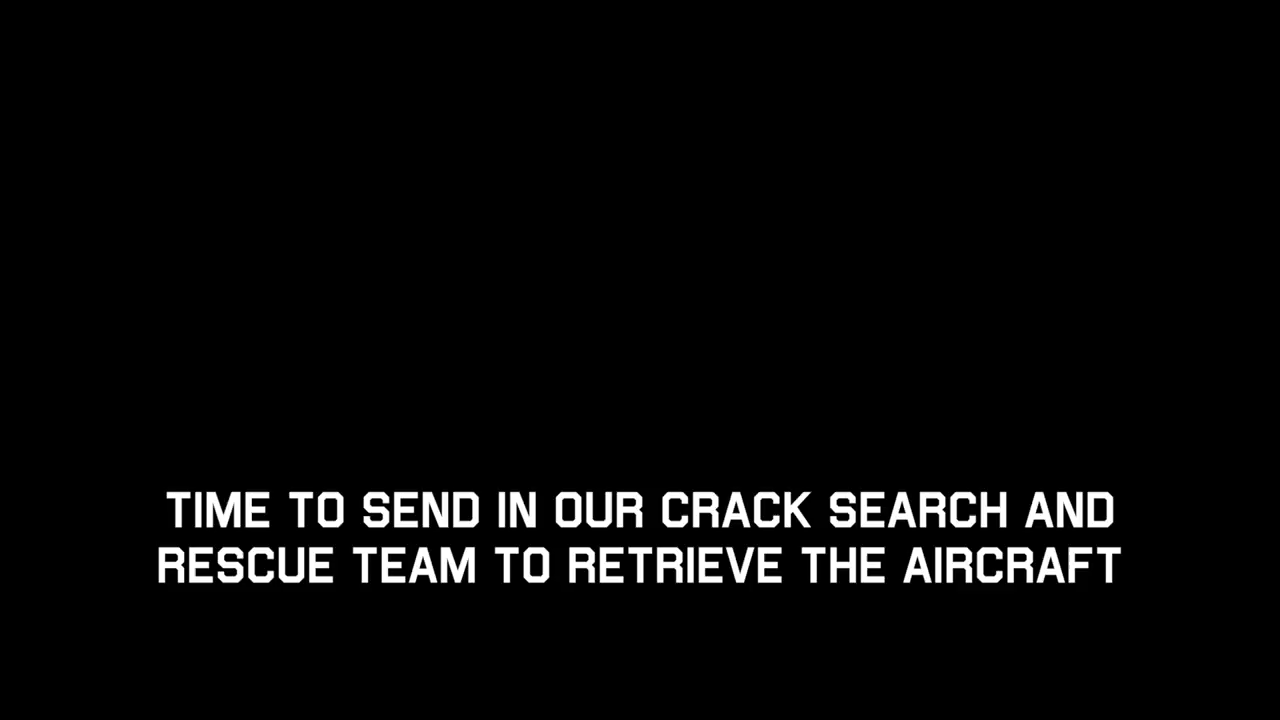 TIME TO SEND IN OUR CRACK SEARCH AND
RESCUE TEAM TO RETRIEVE THE AIRCRAFT